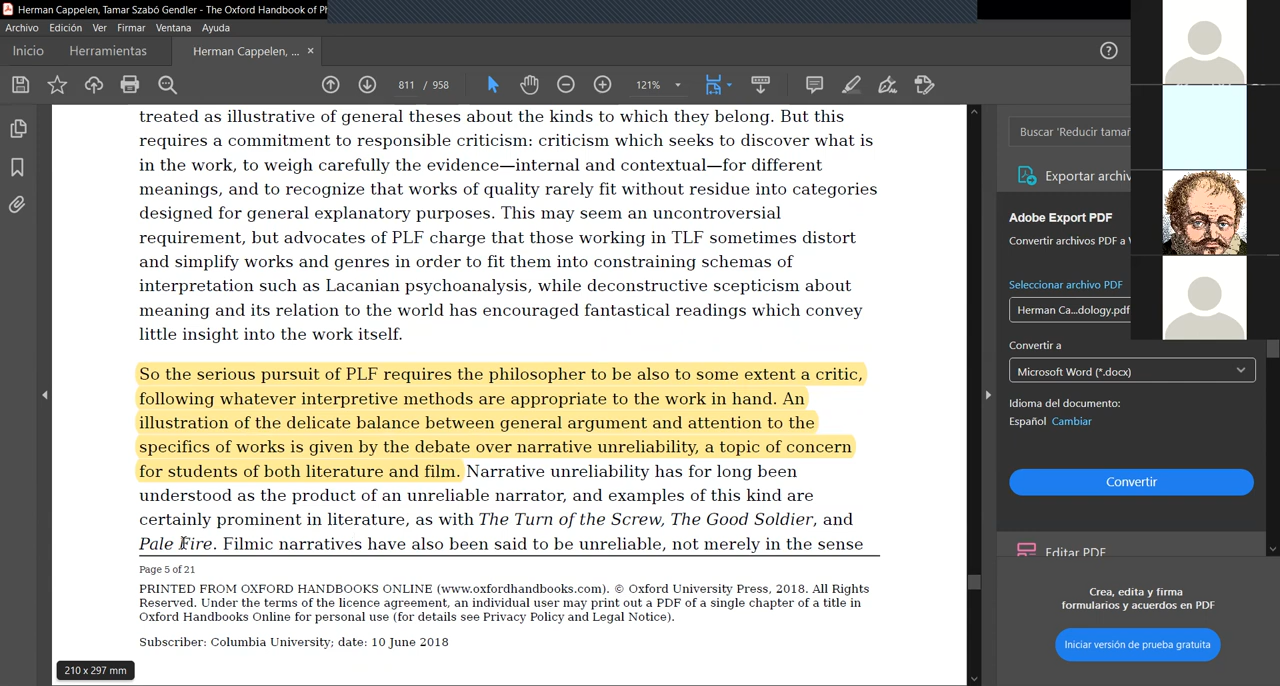 Herman Cappelen, Tamar Szabó Gendler - The Oxford Handbook of Ph
Archivo Edición Ver Firmar Ventana Ayuda
Inicio Herramientas Herman Cappelen, ... ×
811 / 958 121%
treated as illustrative of general theses about the kinds to which they belong. But this
requires a commitment to responsible criticism: criticism which seeks to discover what is
in the work, to weigh carefully the evidence—internal and contextual—for different
meanings, and to recognize that works of quality rarely fit without residue into categories
designed for general explanatory purposes. This may seem an uncontroversial
requirement, but advocates of PLF charge that those working in TLF sometimes distort
and simplify works and genres in order to fit them into constraining schemas of
interpretation such as Lacanian psychoanalysis, while deconstructive scepticism about
meaning and its relation to the world has encouraged fantastical readings which convey
little insight into the work itself.
So the serious pursuit of PLF requires the philosopher to be also to some extent a critic,
following whatever interpretive methods are appropriate to the work in hand. An
illustration of the delicate balance between general argument and attention to the
specifics of works is given by the debate over narrative unreliability, a topic of concern
for students of both literature and film. Narrative unreliability has for long been
understood as the product of an unreliable narrator, and examples of this kind are
certainly prominent in literature, as with The Turn of the Screw, The Good Soldier, and
Pale Fire. Filmic narratives have also been said to be unreliable, not merely in the sense
Page 5 of 21
PRINTED FROM OXFORD HANDBOOKS ONLINE (www.oxfordhandbooks.com). © Oxford University Press, 2018. All Rights
Reserved. Under the terms of the licence agreement, an individual user may print out a PDF of a single chapter of a title in
Oxford Handbooks Online for personal use (for details see Privacy Policy and Legal Notice).
Subscriber: Columbia University; date: 10 June 2018
210 x 297 mm
Buscar 'Reducir tamañ
Exportar archiv
Adobe Export PDF
Convertir archivos PDF a
Seleccionar archivo PDF
Herman Ca...dology.pdf
Convertir a
Microsoft Word (*.docx)
Idioma del documento:
Español Cambiar
Convertir
Editar PDF
Crea, edita y firma
formularios y acuerdos en PDF
Iniciar versión de prueba gratuita